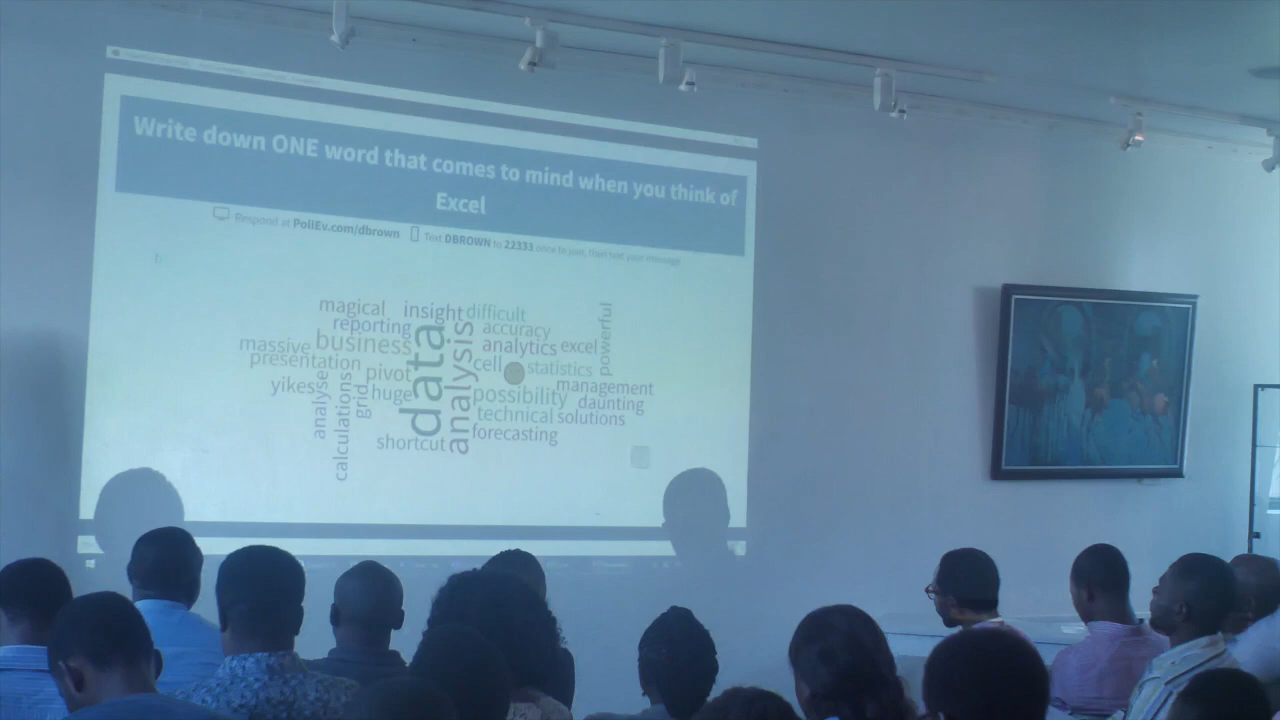 Write down ONE word that comes to mind when you think of
Excel
Respond at PollEv.com/dbrown Text DBROWN to 22333 once to join, then text your message
magical insight difficult
reporting accuracy powerful
massive business data analysis analytics excel
presentation pivot cell statistics
yikes huge possibility management
analyse calculations grid daunting
technical solutions
shortcut forecasting